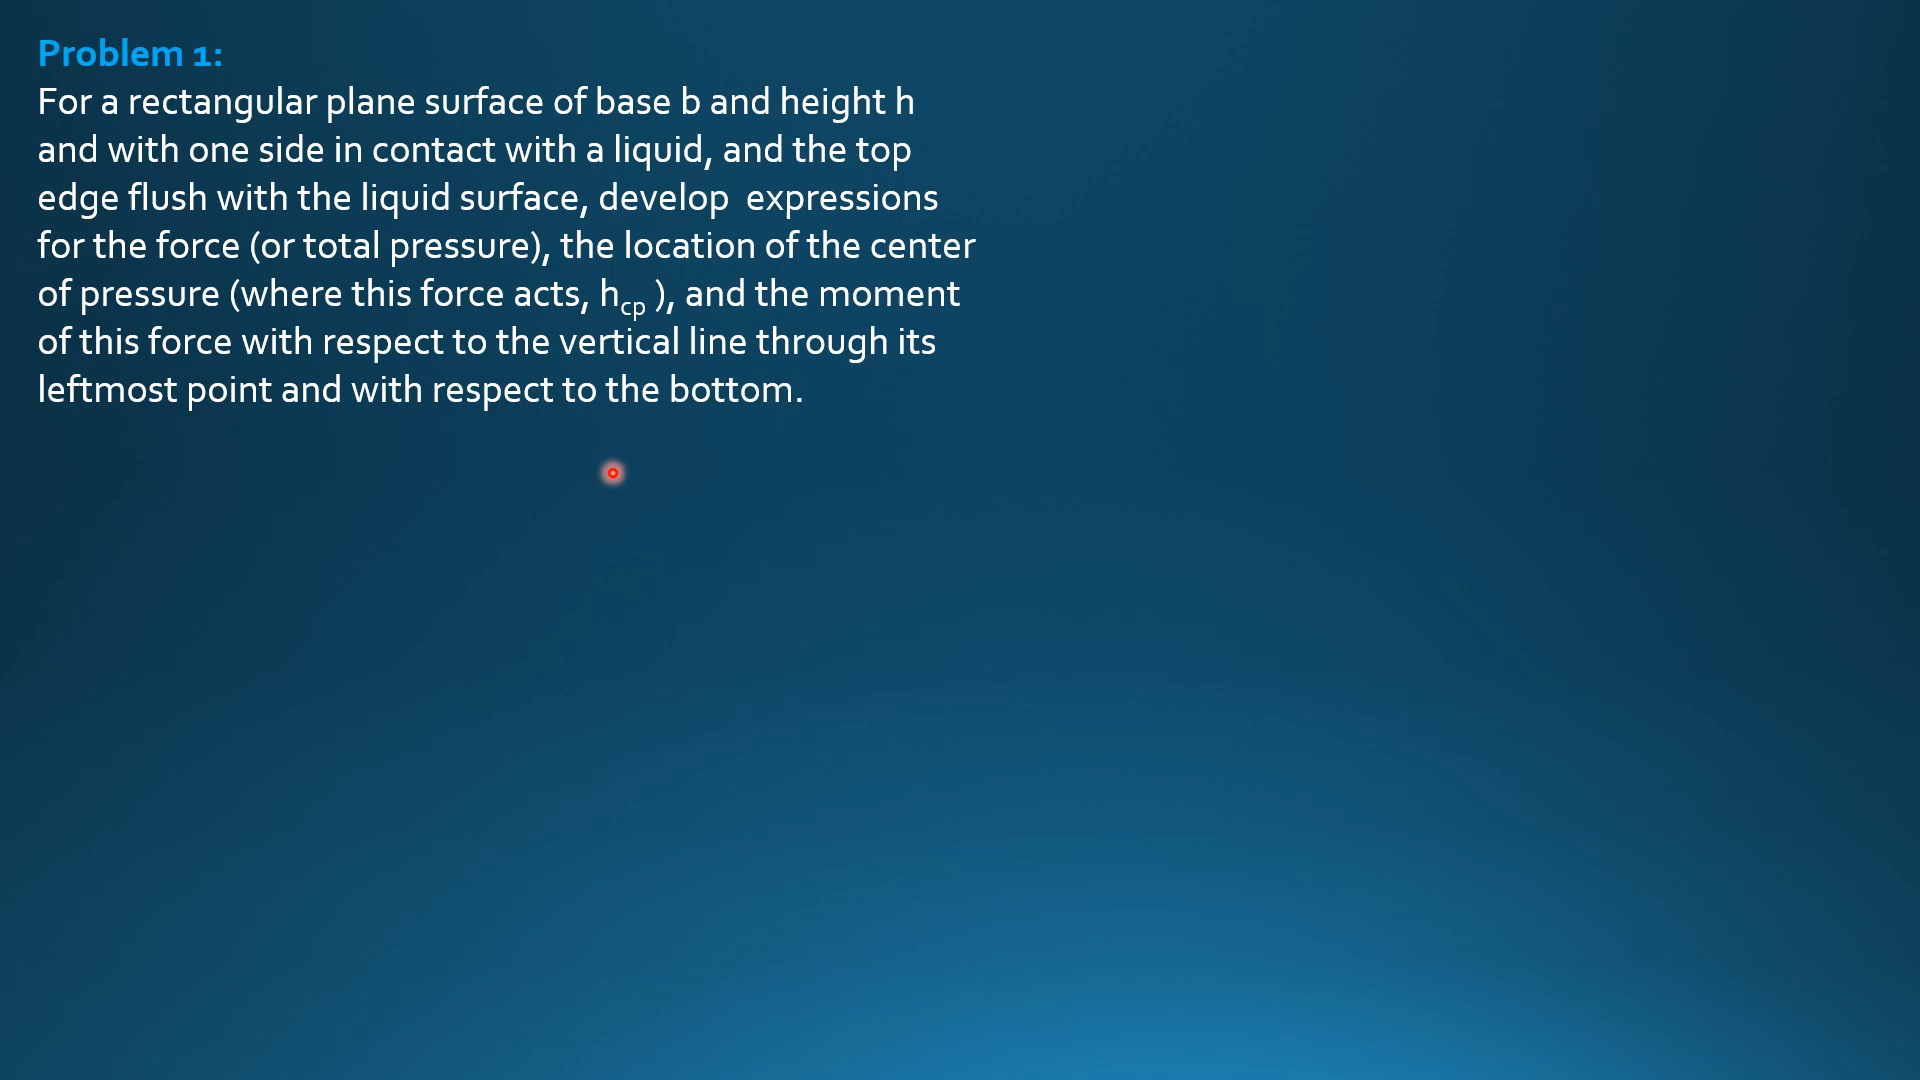 Problem 1:
For a rectangular plane surface of base b and height h
and with one side in contact with a liquid, and the top
edge flush with the liquid surface, develop  expressions
for the force (or total pressure), the location of the center
of pressure (where this force acts, hcp ), and the moment
of this force with respect to the vertical line through its
leftmost point and with respect to the bottom.